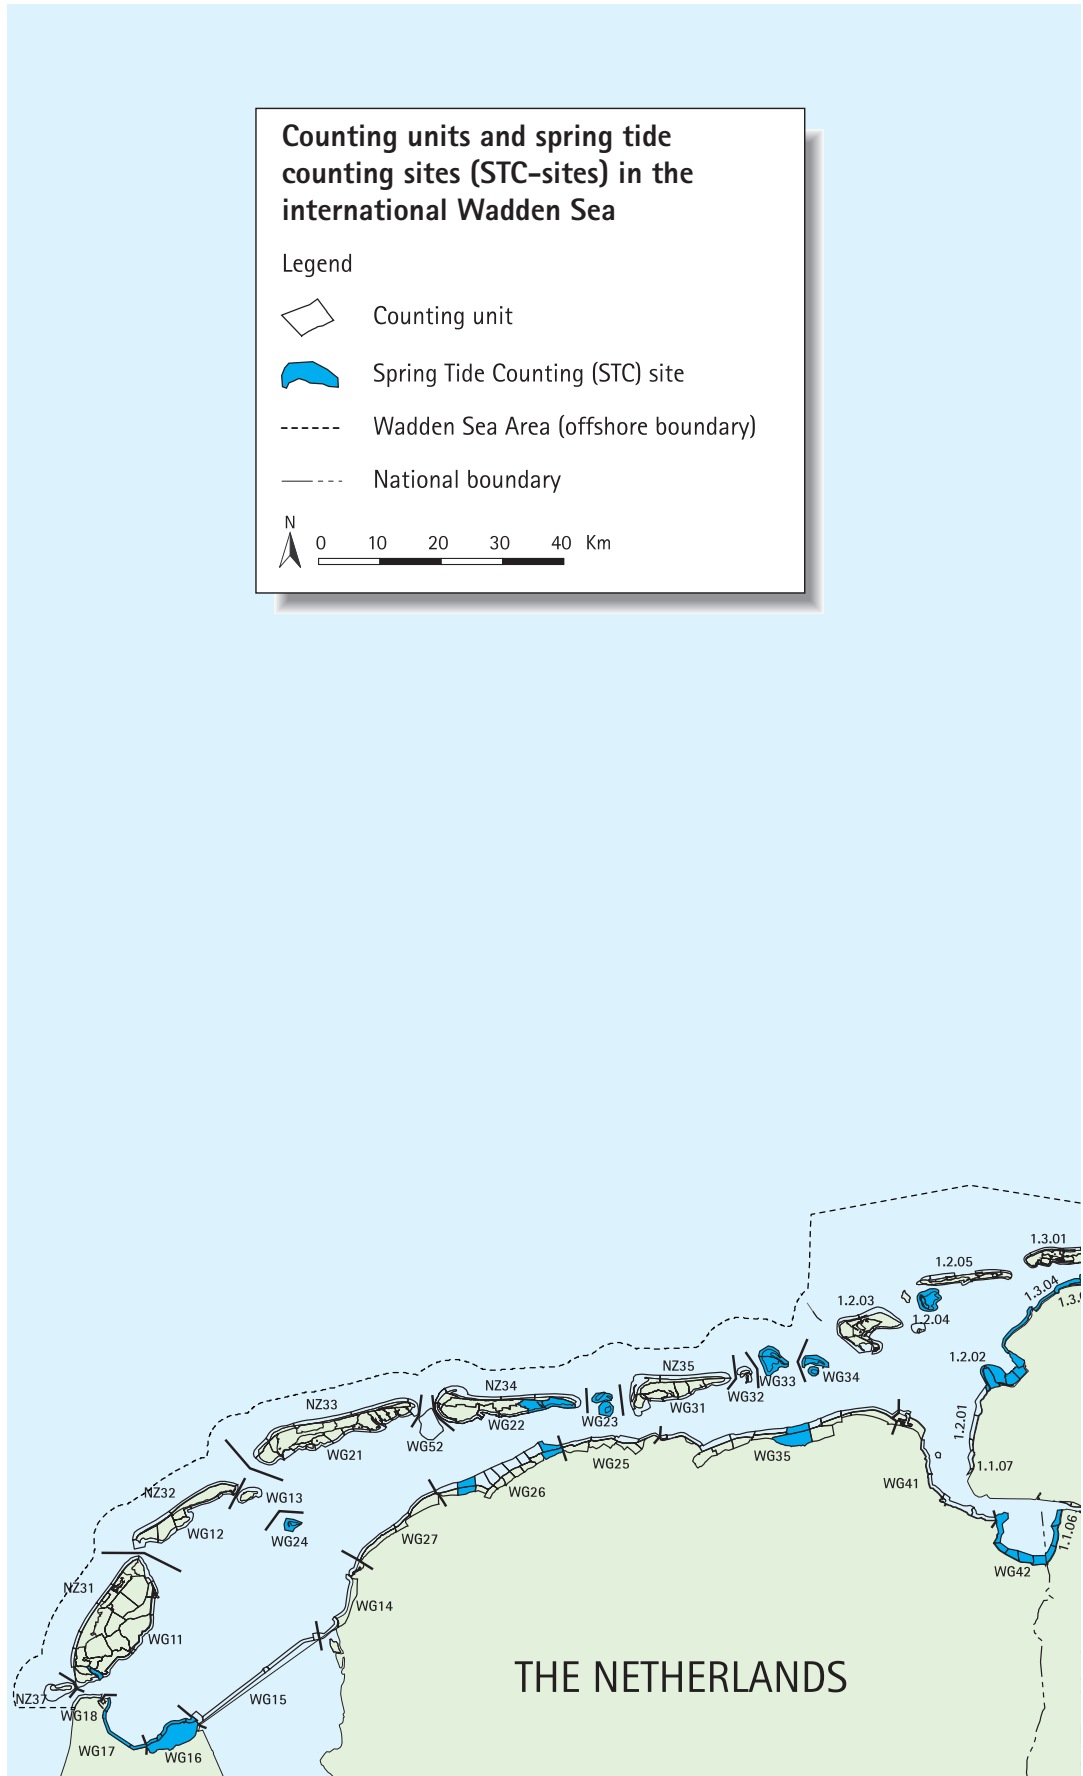 Counting units and spring tide
counting sites (STC-sites) in the
international Wadden Sea
Legend
Counting unit
Spring Tide Counting (STC) site
Wadden Sea Area (offshore boundary)
National boundary
N
0 10 20 30 40 Km
1.3.01
1.2.05
1.3.04
1.2.03
1.2.04
1.2.02
NZ35
WG33
WG34
WG32
NZ34
WG31
NZ33
WG22
WG23
1.2.01
WG52
WG21
WG25
WG35
1.1.07
WG41
NZ32
WG13
WG26
WG12
WG24
WG27
1.1.06
WG42
NZ31
WG14
WG11
THE NETHERLANDS
NZ37
WG15
WG18
WG17
WG16